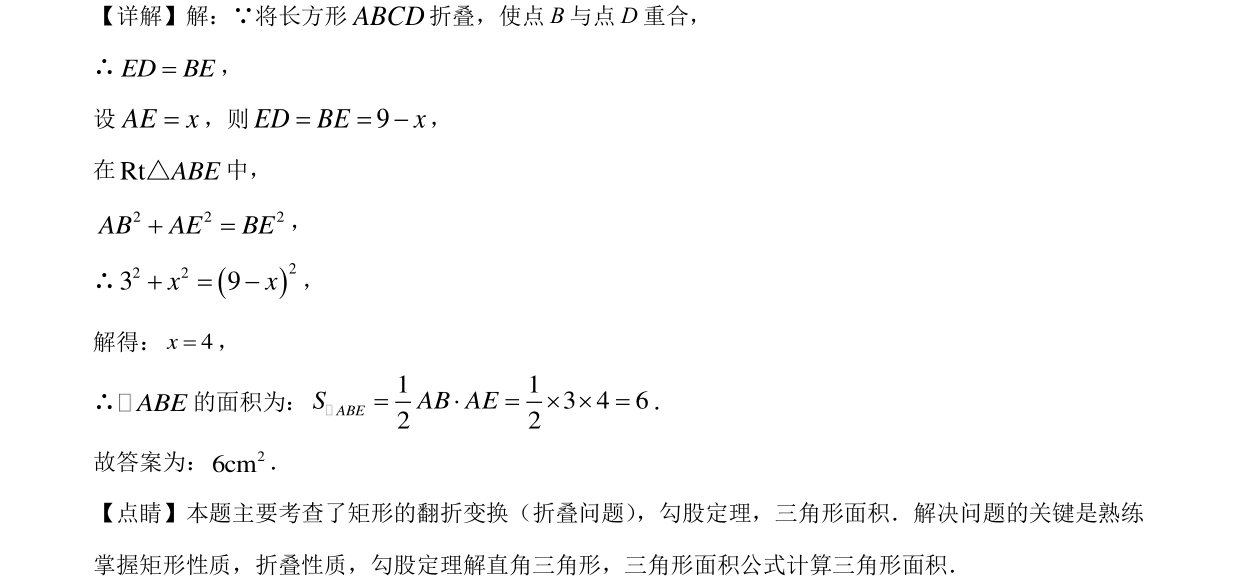 【详解】解：∵将长方形ABCD折叠，使点B与点D重合，
∴ED=BE，
设AE=x，则ED=BE=9−x，
在Rt△ABE中，
AB²+AE²=BE²，
∴3²+x²=(9−x)²，
解得：x=4，
∴□ABE的面积为：S□ABE=1/2AB·AE=1/2×3×4=6．
故答案为：6cm²．
【点睛】本题主要考查了矩形的翻折变换（折叠问题），勾股定理，三角形面积．解决问题的关键是熟练
掌握矩形性质，折叠性质，勾股定理解直角三角形，三角形面积公式计算三角形面积．